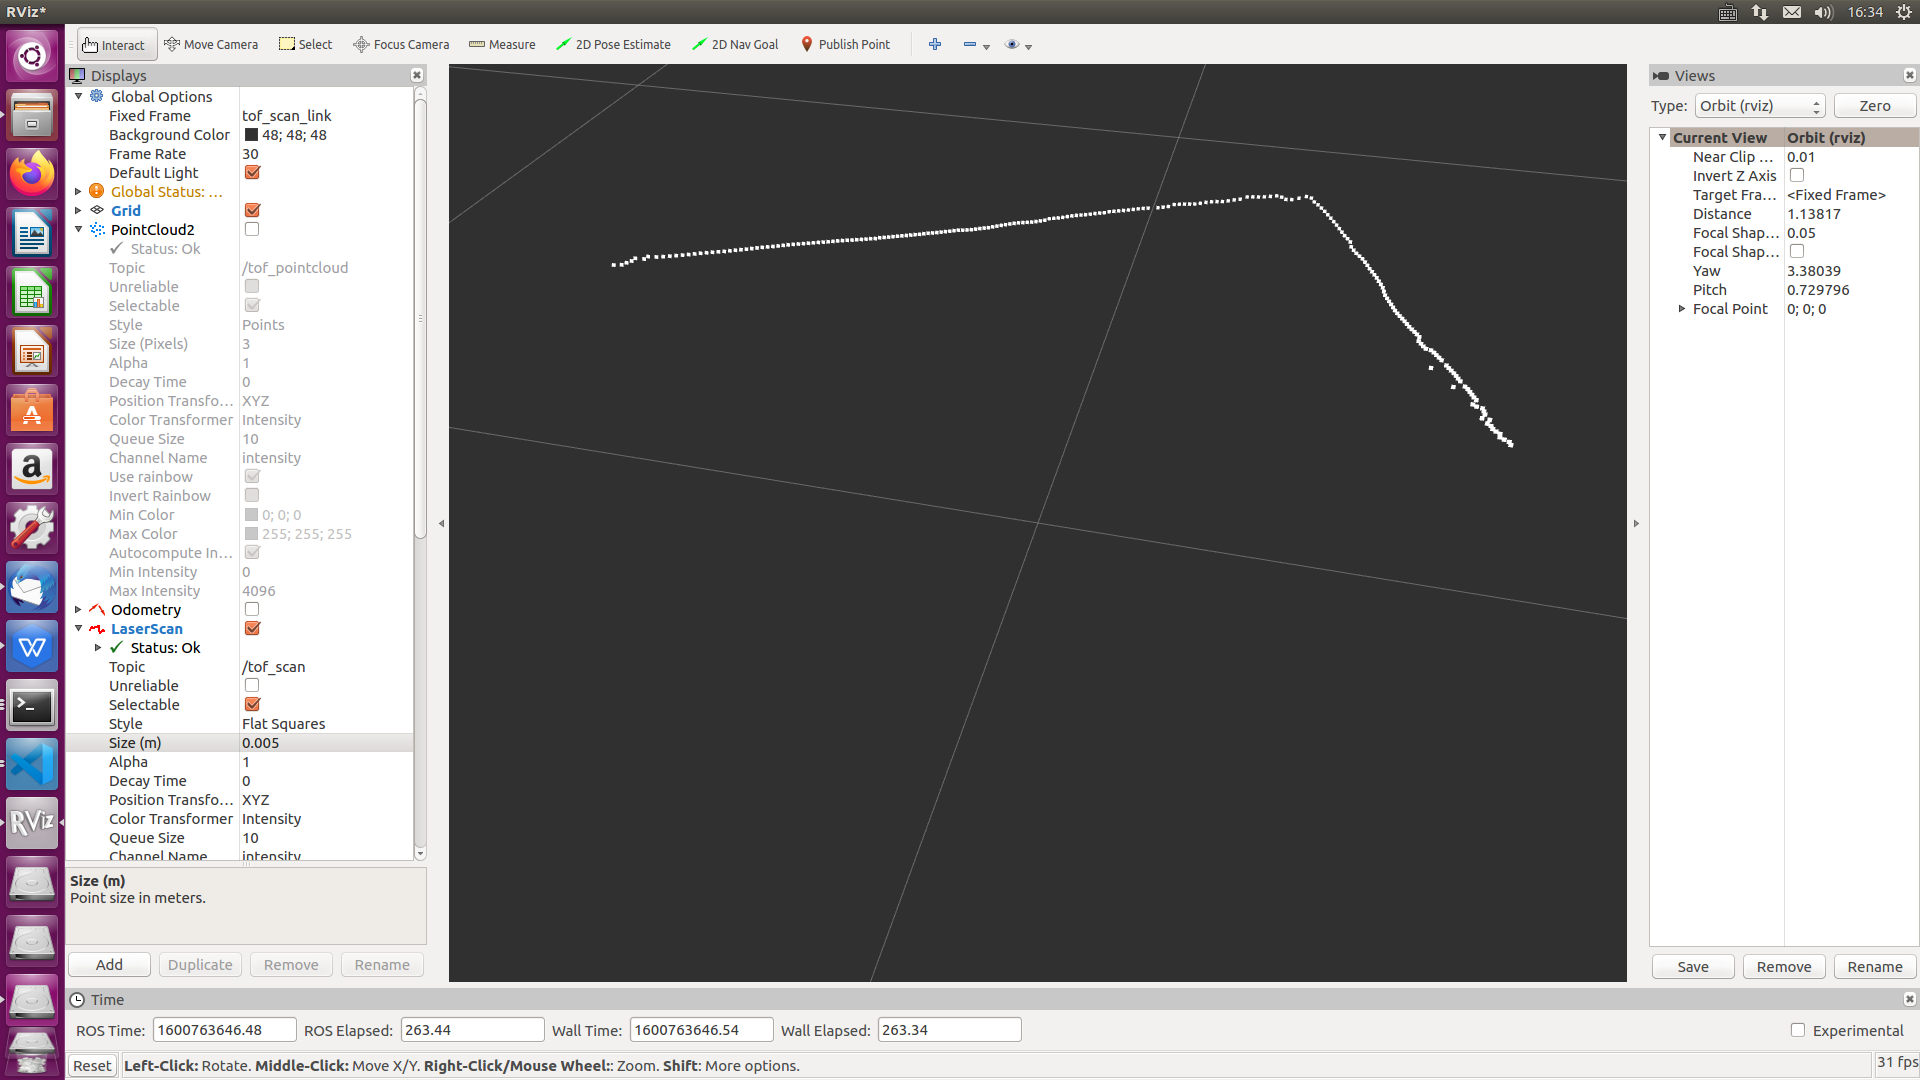 RViz*
16:34
Interact Move Camera Select Focus Camera Measure 2D Pose Estimate 2D Nav Goal Publish Point
Displays
Global Options
Fixed Frame tof_scan_link
Background Color 48; 48; 48
Frame Rate 30
Default Light
Global Status: ...
Grid
PointCloud2
Status: Ok
Topic /tof_pointcloud
Unreliable
Selectable
Style Points
Size (Pixels) 3
Alpha 1
Decay Time 0
Position Transfo... XYZ
Color Transformer Intensity
Queue Size 10
Channel Name intensity
Use rainbow
Invert Rainbow
Min Color 0; 0; 0
Max Color 255; 255; 255
Autocompute In...
Min Intensity 0
Max Intensity 4096
Odometry
LaserScan
Status: Ok
Topic /tof_scan
Unreliable
Selectable
Style Flat Squares
Size (m) 0.005
Alpha 1
Decay Time 0
Position Transfo... XYZ
Color Transformer Intensity
Queue Size 10
Channel Name intensity
Size (m)
Point size in meters.
Add Duplicate Remove Rename
Views
Type: Orbit (rviz) Zero
Current View Orbit (rviz)
Near Clip ... 0.01
Invert Z Axis
Target Fra... <Fixed Frame>
Distance 1.13817
Focal Shap... 0.05
Focal Shap...
Yaw 3.38039
Pitch 0.729796
Focal Point 0; 0; 0
Save Remove Rename
Time
ROS Time: 1600763646.48 ROS Elapsed: 263.44 Wall Time: 1600763646.54 Wall Elapsed: 263.34 Experimental
Reset Left-Click: Rotate. Middle-Click: Move X/Y. Right-Click/Mouse Wheel:: Zoom. Shift: More options. 31 fps
A
a
W
>_
RViz